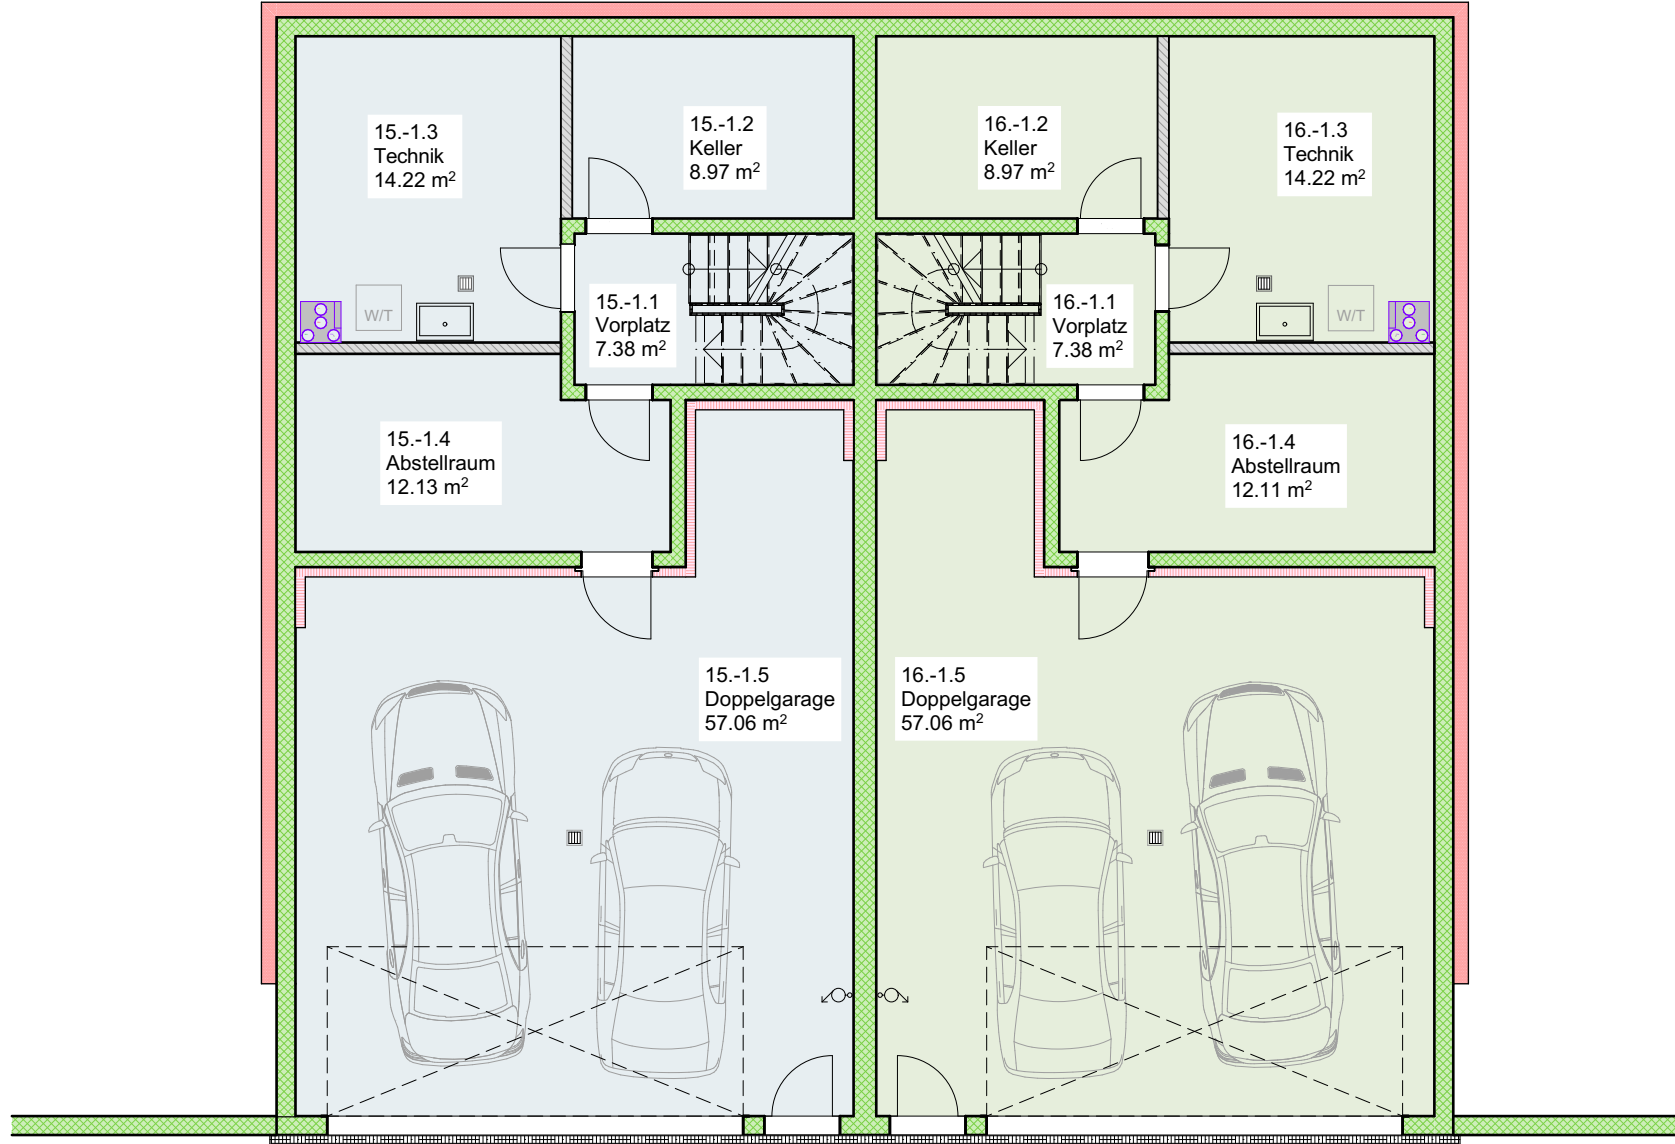 15.-1.3
Technik
14.22 m²
15.-1.2
Keller
8.97 m²
16.-1.2
Keller
8.97 m²
16.-1.3
Technik
14.22 m²
W/T
15.-1.1
Vorplatz
7.38 m²
16.-1.1
Vorplatz
7.38 m²
W/T
15.-1.4
Abstellraum
12.13 m²
16.-1.4
Abstellraum
12.11 m²
15.-1.5
Doppelgarage
57.06 m²
16.-1.5
Doppelgarage
57.06 m²